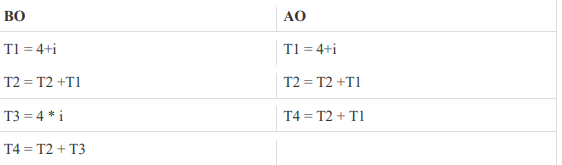 BO AO
T1 = 4+i T1 = 4+i
T2 = T2 +T1 T2 = T2 +T1
T3 = 4 * i T4 = T2 + T1
T4 = T2 + T3